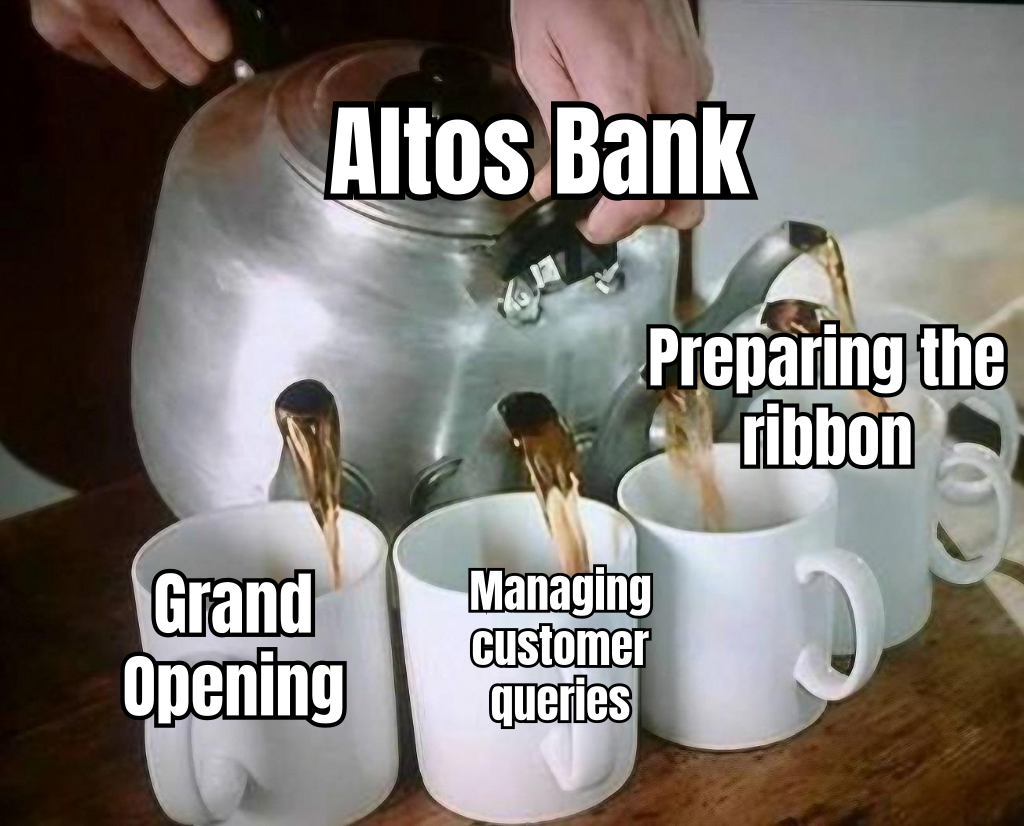 Altos Bank
Preparing the
ribbon
Grand
Opening
Managing
customer
queries